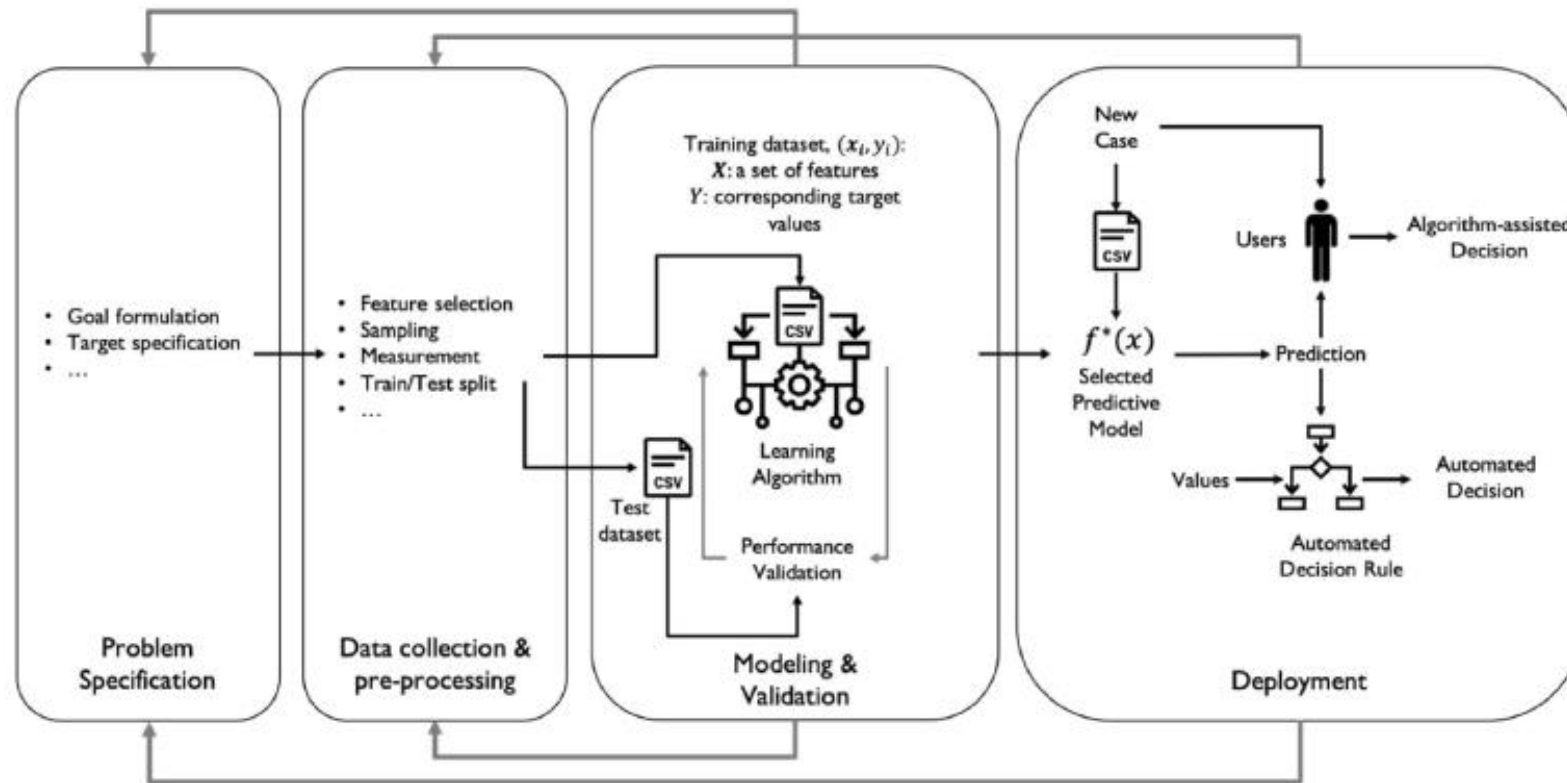 • Goal formulation
• Target specification
• ...
Problem
Specification
• Feature selection
• Sampling
• Measurement
• Train/Test split
• ...
Data collection &
pre-processing
Training dataset, (x_i, y_i):
X: a set of features
Y: corresponding target
values
CSV
Learning
Algorithm
CSV
Test
dataset
Performance
Validation
Modeling &
Validation
New
Case
CSV
f*(x)
Selected
Predictive
Model
Users
Algorithm-assisted
Decision
Prediction
Values
Automated
Decision
Automated
Decision Rule
Deployment